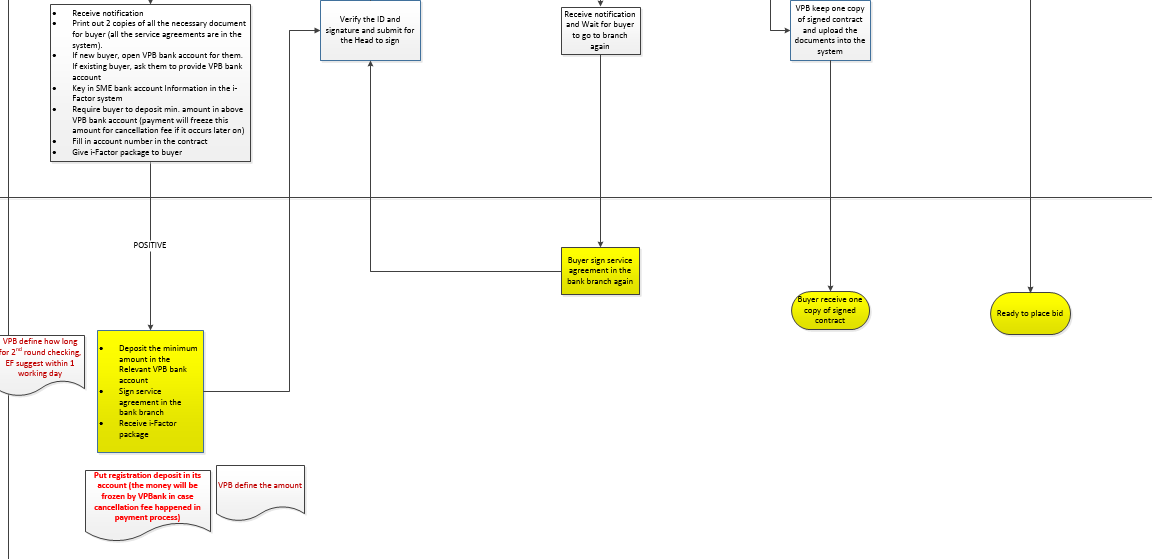 • Receive notification
• Print out 2 copies of all the necessary document
for buyer (all the service agreements are in the
system).
• If new buyer, open VPB bank account for them.
If existing buyer, ask them to provide VPB bank
account
• Key in SME bank account Information in the i-
Factor system
• Require buyer to deposit min. amount in above
VPB bank account (payment will freeze this
amount for cancellation fee if it occurs later on)
• Fill in account number in the contract
• Give i-Factor package to buyer
Verify the ID and
signature and submit for
the Head to sign
Receive notification
and Wait for buyer
to go to branch
again
VPB keep one copy
of signed contract
and upload the
documents into the
system
POSITIVE
Buyer sign service
agreement in the
bank branch again
Buyer receive one
copy of signed
contract
Ready to place bid
VPB define how long
for 2nd round checking,
EF suggest within 1
working day
• Deposit the minimum
amount in the
Relevant VPB bank
account
• Sign service
agreement in the
bank branch
• Receive i-Factor
package
Put registration deposit in its
account (the money will be
frozen by VPBank in case
cancellation fee happened in
payment process)
VPB define the amount